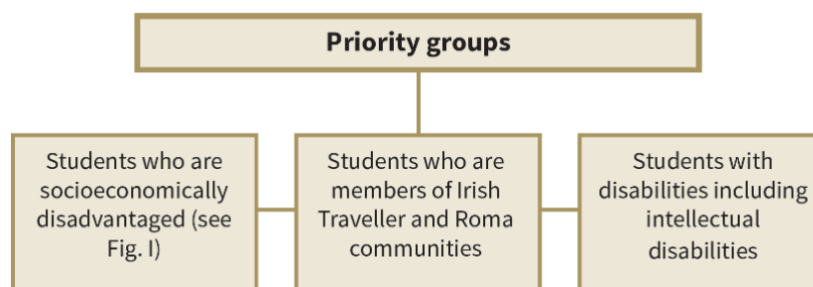 Priority groups
Students who are
socioeconomically
disadvantaged (see
Fig. I)
Students who are
members of Irish
Traveller and Roma
communities
Students with
disabilities including
intellectual
disabilities